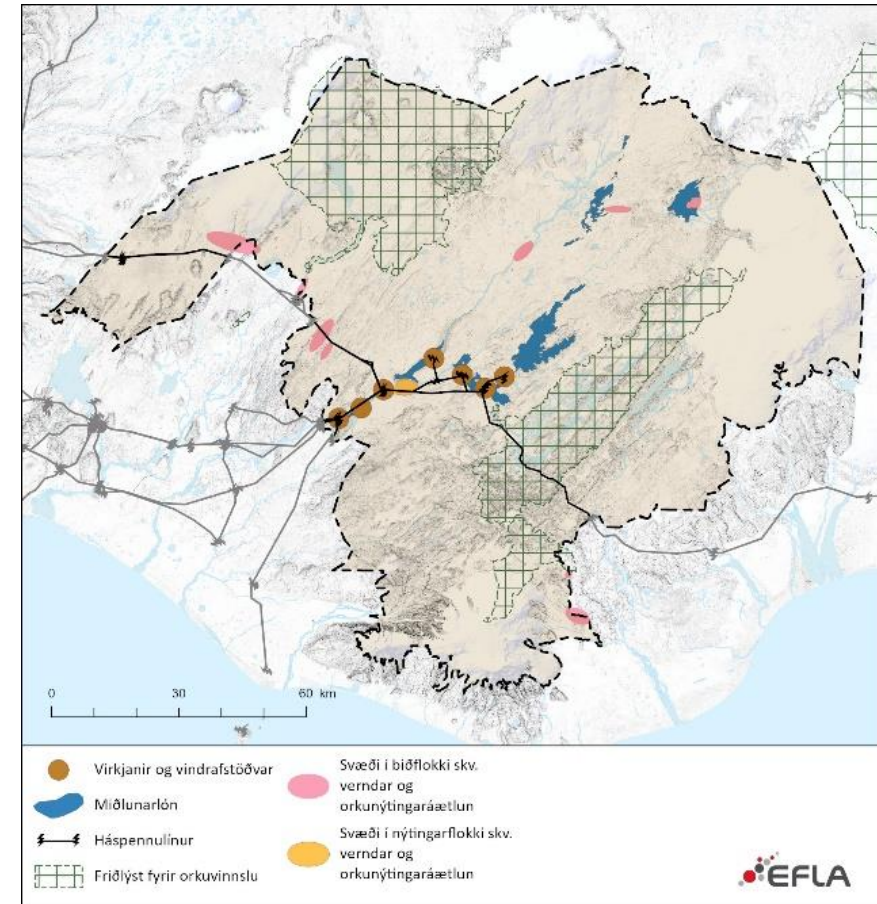 0 30 60 km
Virkjanir og vindrafstöðvar
Miðlunarlón
Háspennulínur
Friðlýst fyrir orkuvinnslu
Svæði í biðflokki skv.
verndar og
orkunýtingaráætlun
Svæði í nýtingarflokki skv.
verndar og
orkunýtingaráætlun
EFLA